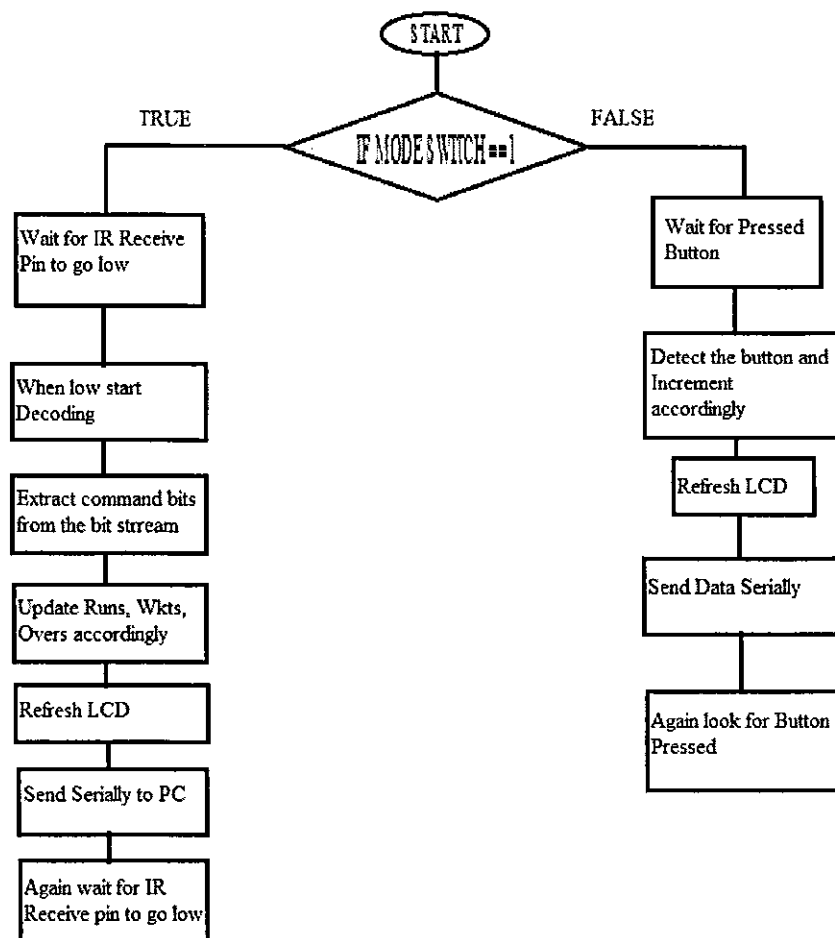 START
TRUE
FALSE
IF MODE SWITCH ==1
Wait for IR Receive
Pin to go low
When low start
Decoding
Extract command bits
from the bit strream
Update Runs, Wkts,
Overs accordingly
Refresh LCD
Send Serially to PC
Again wait for IR
Receive pin to go low
Wait for Pressed
Button
Detect the button and
Increment
accordingly
Refresh LCD
Send Data Serially
Again look for Button
Pressed